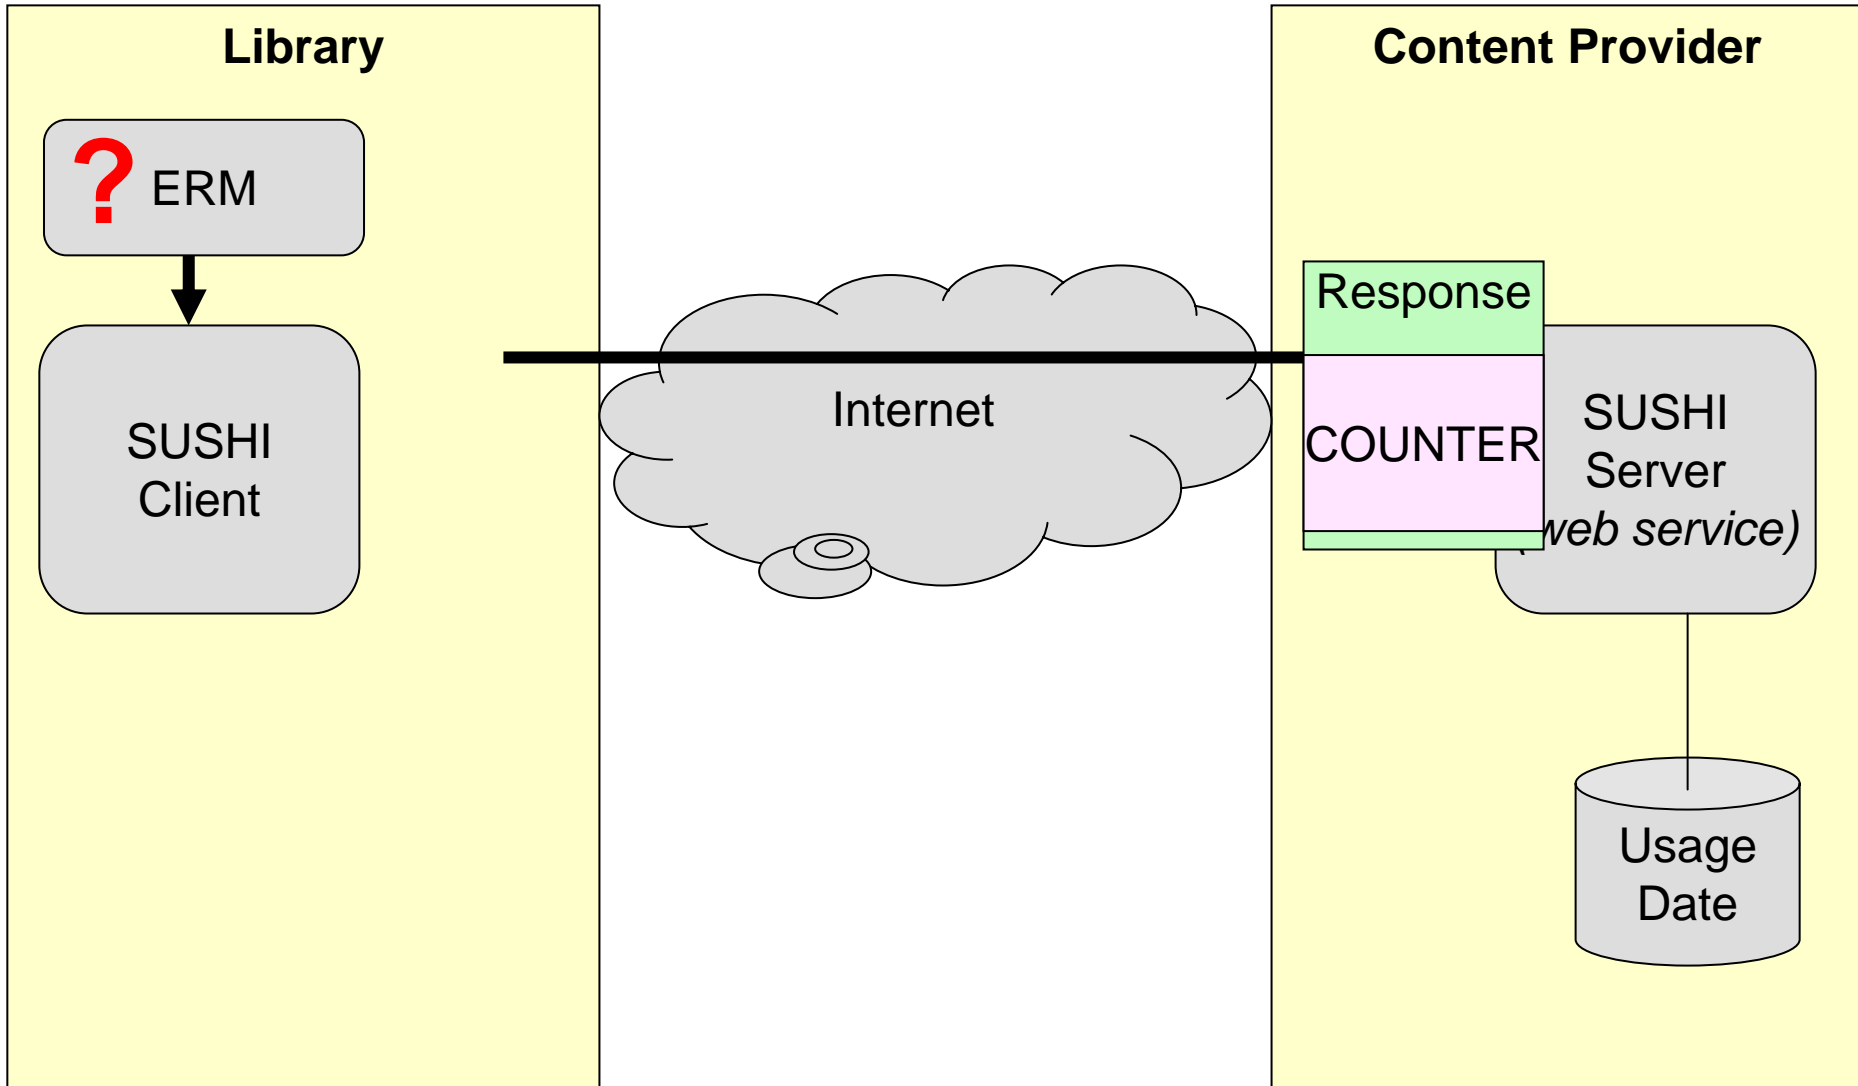 Library
? ERM
SUSHI
Client
Internet
Content Provider
Response
COUNTER
SUSHI
Server
(web service)
Usage
Date